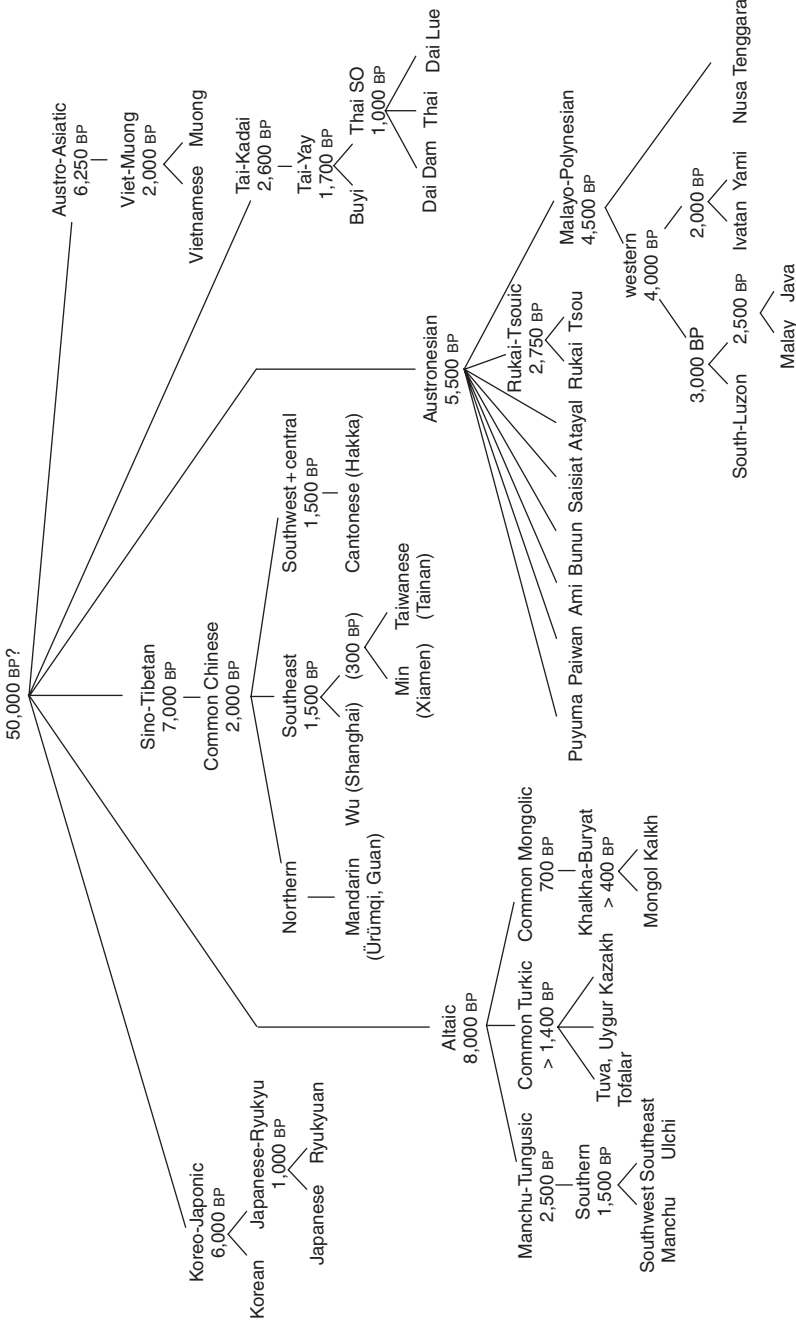 50,000 BP?
Koreo-Japonic
6,000 BP
Korean
Japanese-Ryukyu
1,000 BP
Japanese
Ryukyuan
Altaic
8,000 BP
Manchu-Tungusic
2,500 BP
Southern
1,500 BP
Southwest
Manchu
Southeast
Ulchi
Common Turkic
> 1,400 BP
Tuva,
Tofalar
Uygur
Kazakh
Common Mongolic
700 BP
Khalkha-Buryat
> 400 BP
Mongol
Kalkh
Sino-Tibetan
7,000 BP
Common Chinese
2,000 BP
Northern
Mandarin
(Ürümqi, Guan)
Southeast
1,500 BP
Wu (Shanghai)
(300 BP)
Min
(Xiamen)
Taiwanese
(Tainan)
Southwest + central
1,500 BP
Cantonese (Hakka)
Austronesian
5,500 BP
Puyuma
Paiwan
Ami
Bunun
Saisiat
Atayal
Rukai-Tsouic
2,750 BP
Rukai
Tsou
Malayo-Polynesian
4,500 BP
western
4,000 BP
3,000 BP
South-Luzon
2,500 BP
Malay
Java
2,000 BP
Ivatan
Yami
Nusa Tenggara
Tai-Kadai
2,600 BP
Tai-Yay
1,700 BP
Buyi
Thai SO
1,000 BP
Dai Dam
Thai
Dai Lue
Austro-Asiatic
6,250 BP
Viet-Muong
2,000 BP
Vietnamese
Muong